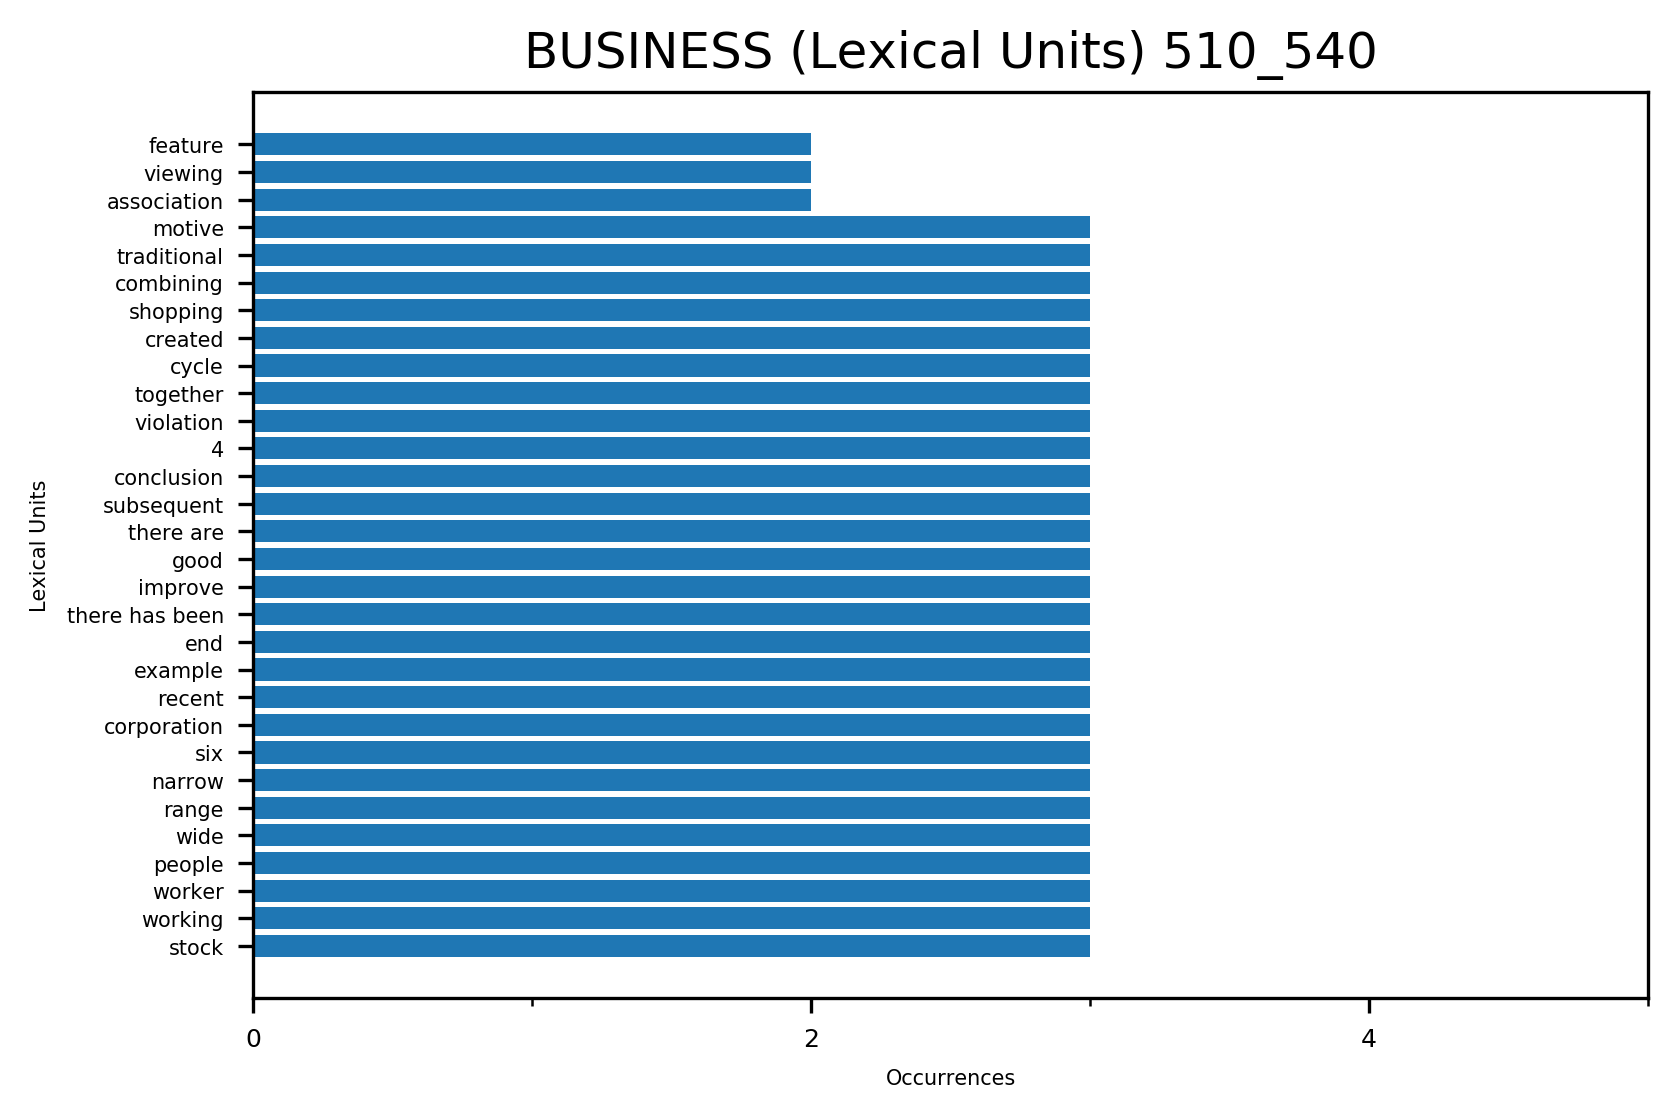 BUSINESS (Lexical Units) 510_540
feature
viewing
association
motive
traditional
combining
shopping
created
cycle
together
violation
4
conclusion
subsequent
there are
good
improve
there has been
end
example
recent
corporation
six
narrow
range
wide
people
worker
working
stock
Lexical Units
0 2 4
Occurrences